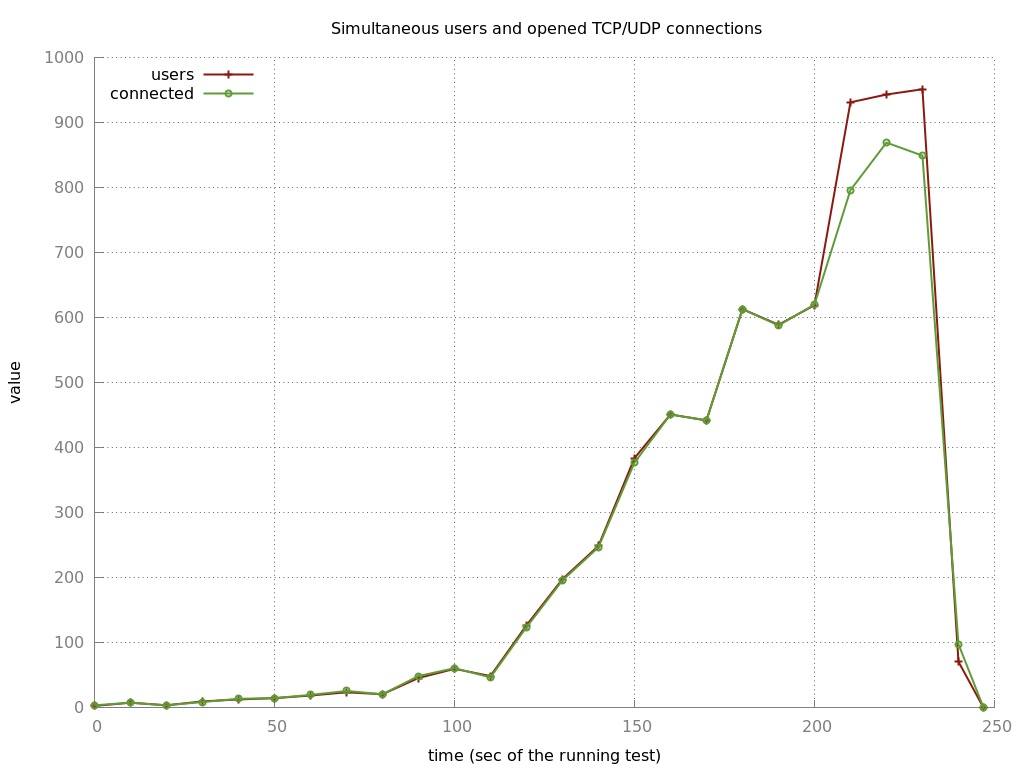 Simultaneous users and opened TCP/UDP connections
1000
users
connected
900
800
700
600
500
value
400
300
200
100
0
0 50 100 150 200 250
time (sec of the running test)